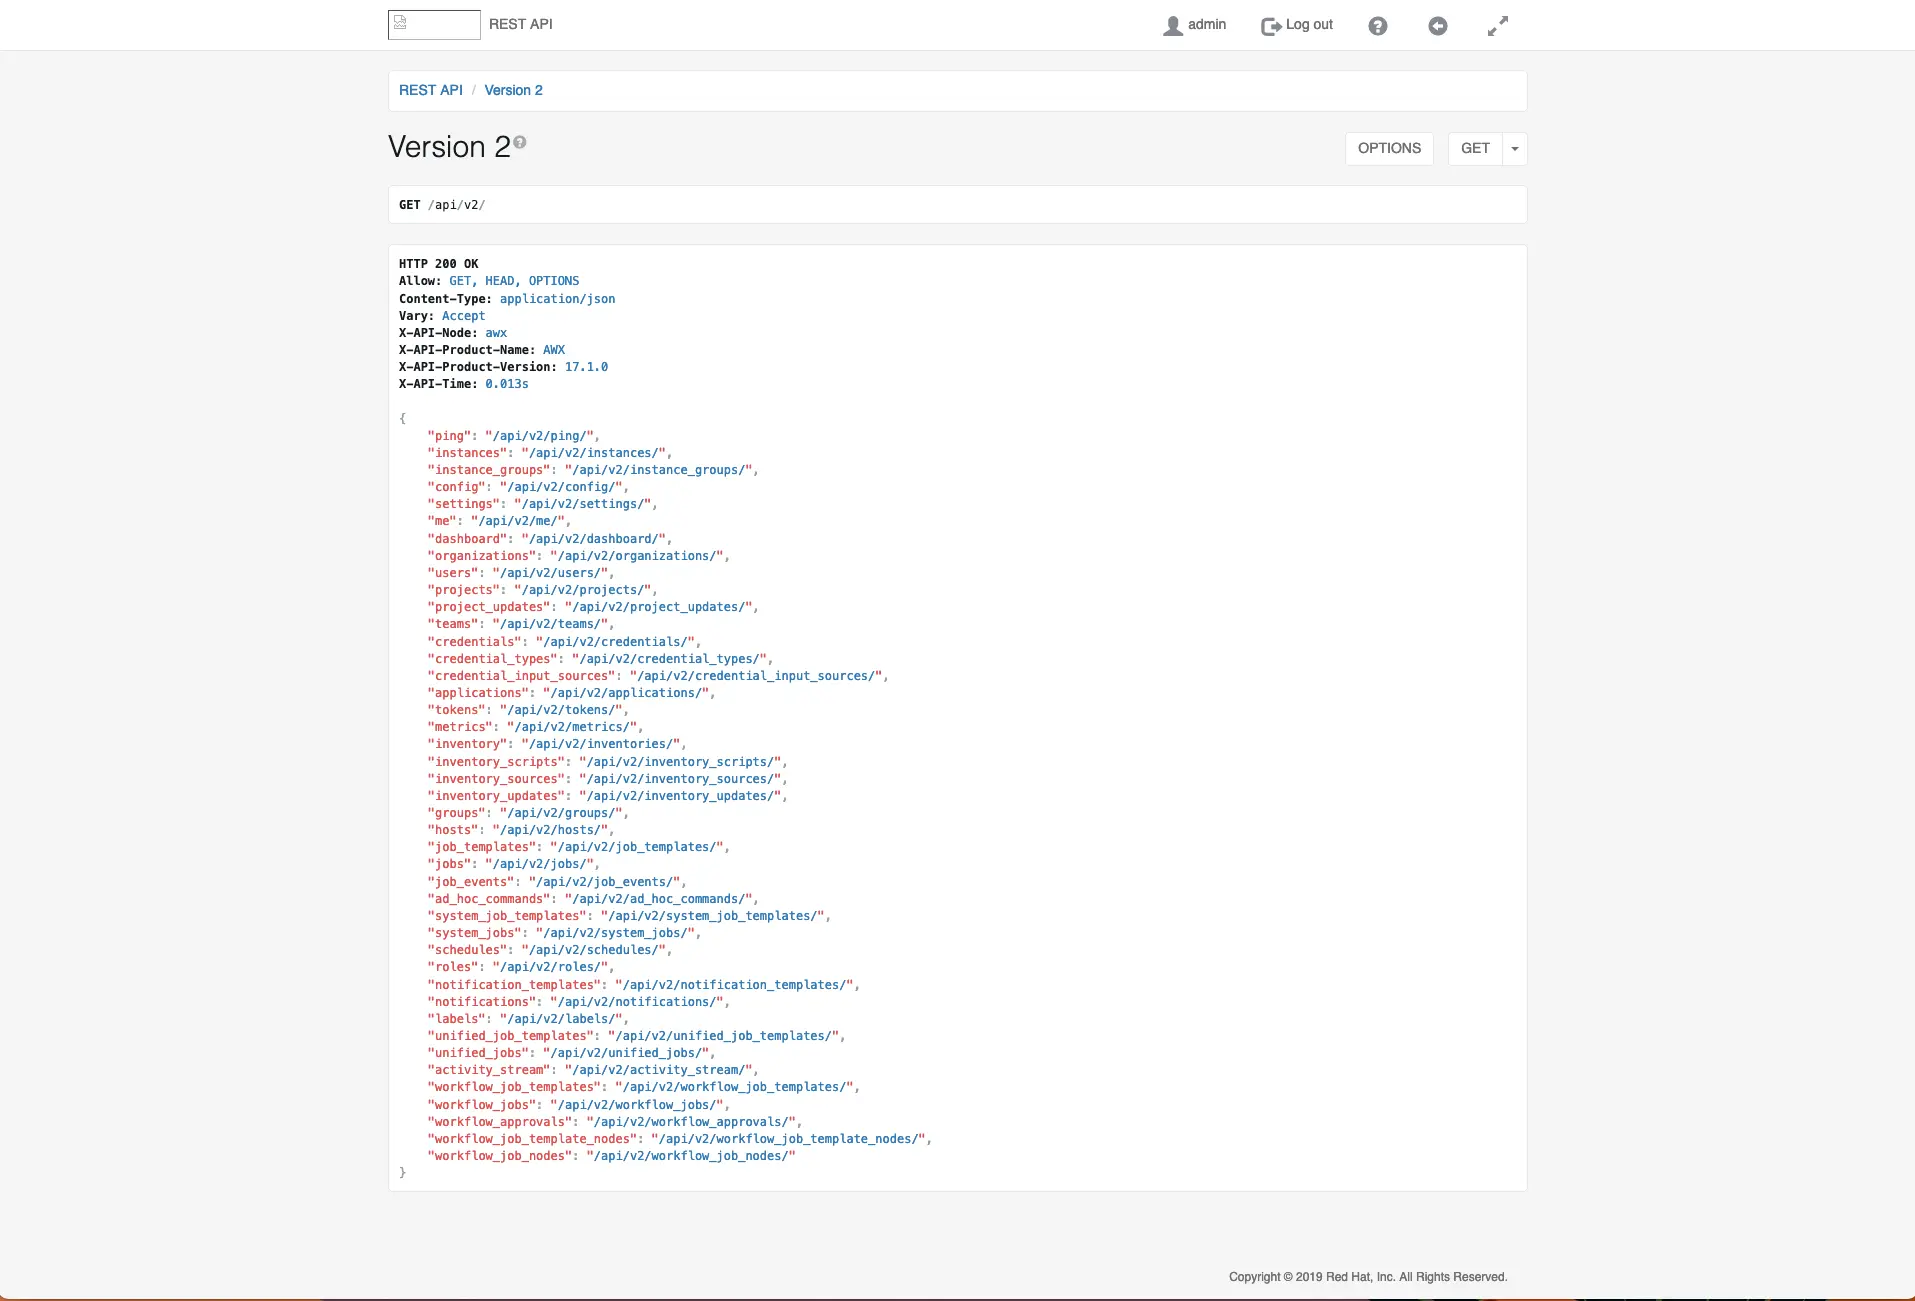 REST API
admin
Log out
REST API / Version 2
Version 2
OPTIONS
GET
GET /api/v2/
HTTP 200 OK
Allow: GET, HEAD, OPTIONS
Content-Type: application/json
Vary: Accept
X-API-Node: awx
X-API-Product-Name: AWX
X-API-Product-Version: 17.1.0
X-API-Time: 0.013s
{
"ping": "/api/v2/ping/",
"instances": "/api/v2/instances/",
"instance_groups": "/api/v2/instance_groups/",
"config": "/api/v2/config/",
"settings": "/api/v2/settings/",
"me": "/api/v2/me/",
"dashboard": "/api/v2/dashboard/",
"organizations": "/api/v2/organizations/",
"users": "/api/v2/users/",
"projects": "/api/v2/projects/",
"project_updates": "/api/v2/project_updates/",
"teams": "/api/v2/teams/",
"credentials": "/api/v2/credentials/",
"credential_types": "/api/v2/credential_types/",
"credential_input_sources": "/api/v2/credential_input_sources/",
"applications": "/api/v2/applications/",
"tokens": "/api/v2/tokens/",
"metrics": "/api/v2/metrics/",
"inventory": "/api/v2/inventories/",
"inventory_scripts": "/api/v2/inventory_scripts/",
"inventory_sources": "/api/v2/inventory_sources/",
"inventory_updates": "/api/v2/inventory_updates/",
"groups": "/api/v2/groups/",
"hosts": "/api/v2/hosts/",
"job_templates": "/api/v2/job_templates/",
"jobs": "/api/v2/jobs/",
"job_events": "/api/v2/job_events/",
"ad_hoc_commands": "/api/v2/ad_hoc_commands/",
"system_job_templates": "/api/v2/system_job_templates/",
"system_jobs": "/api/v2/system_jobs/",
"schedules": "/api/v2/schedules/",
"roles": "/api/v2/roles/",
"notification_templates": "/api/v2/notification_templates/",
"notifications": "/api/v2/notifications/",
"labels": "/api/v2/labels/",
"unified_job_templates": "/api/v2/unified_job_templates/",
"unified_jobs": "/api/v2/unified_jobs/",
"activity_stream": "/api/v2/activity_stream/",
"workflow_job_templates": "/api/v2/workflow_job_templates/",
"workflow_jobs": "/api/v2/workflow_jobs/",
"workflow_approvals": "/api/v2/workflow_approvals/",
"workflow_job_template_nodes": "/api/v2/workflow_job_template_nodes/",
"workflow_job_nodes": "/api/v2/workflow_job_nodes/"
}
Copyright © 2019 Red Hat, Inc. All Rights Reserved.